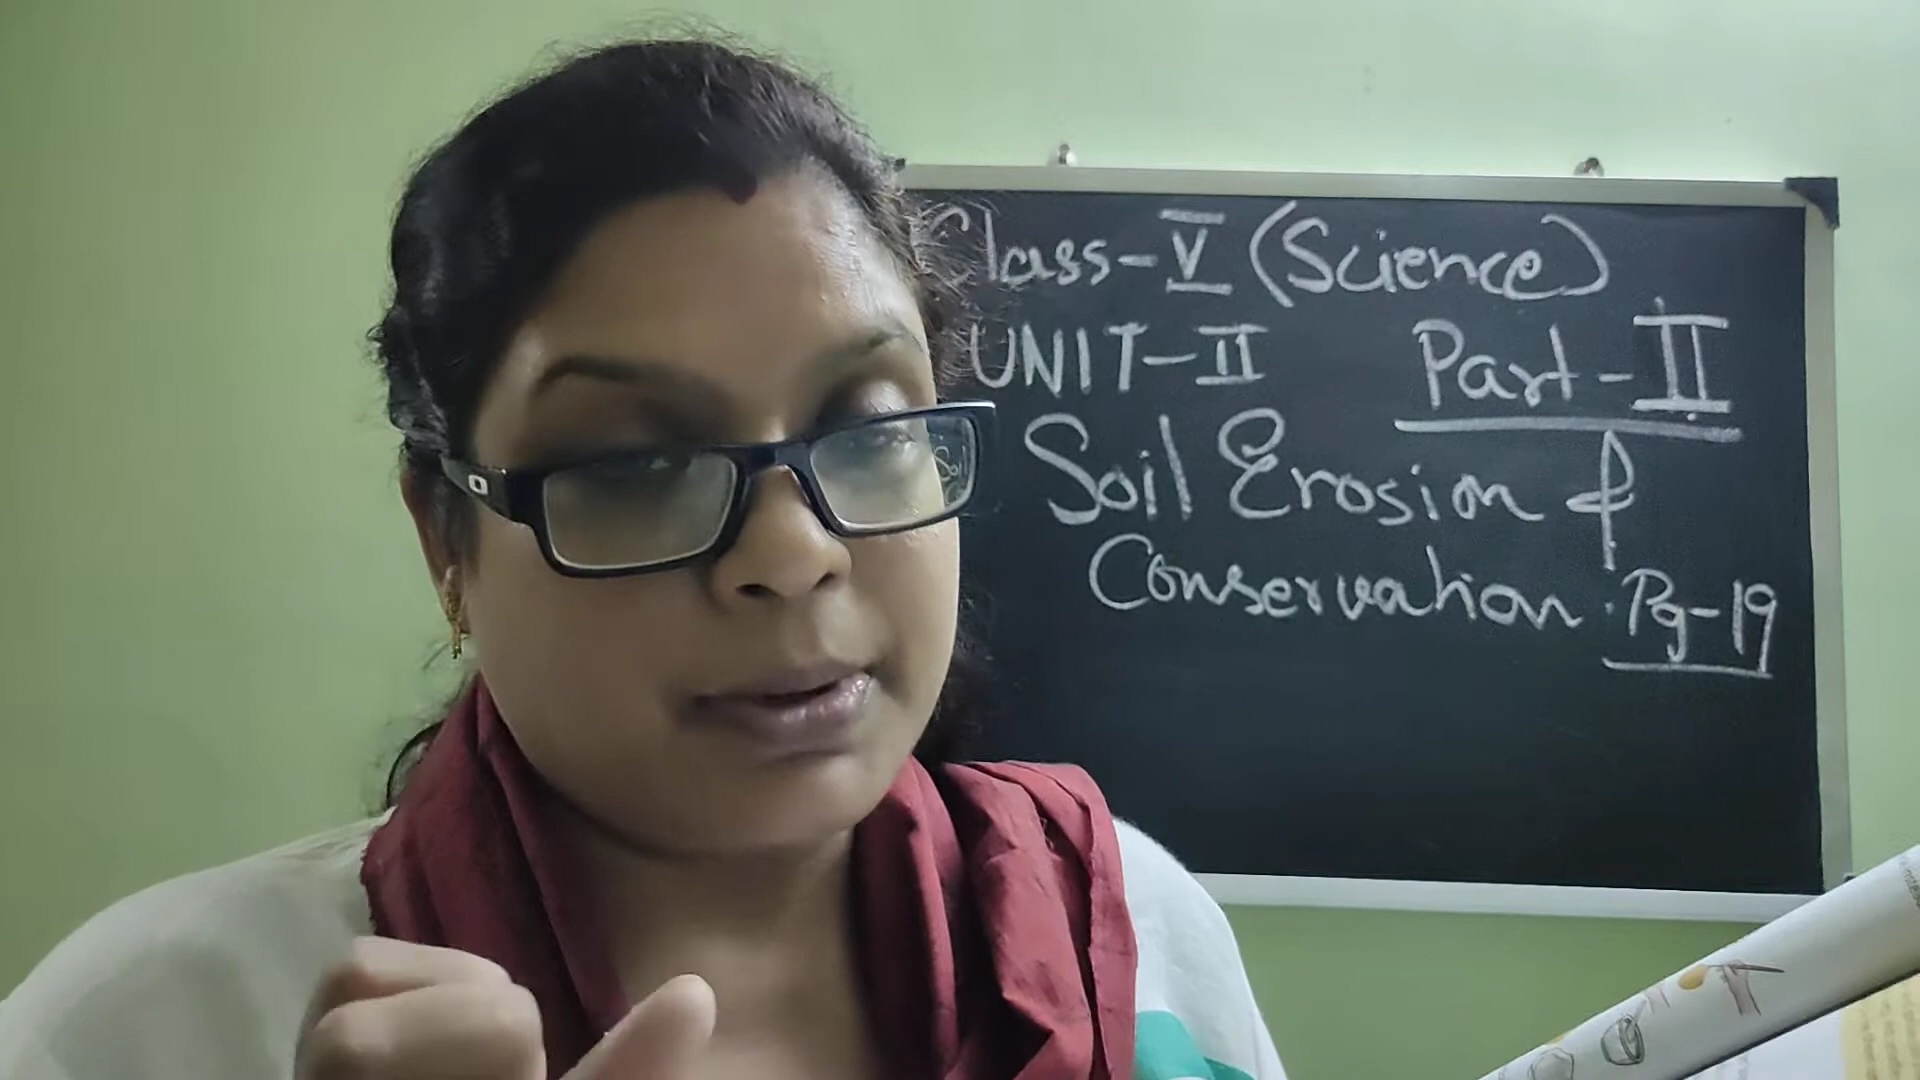 Class-V (Science)
UNIT-II Part-II
Soil Erosion &
Conservation. Pg-19